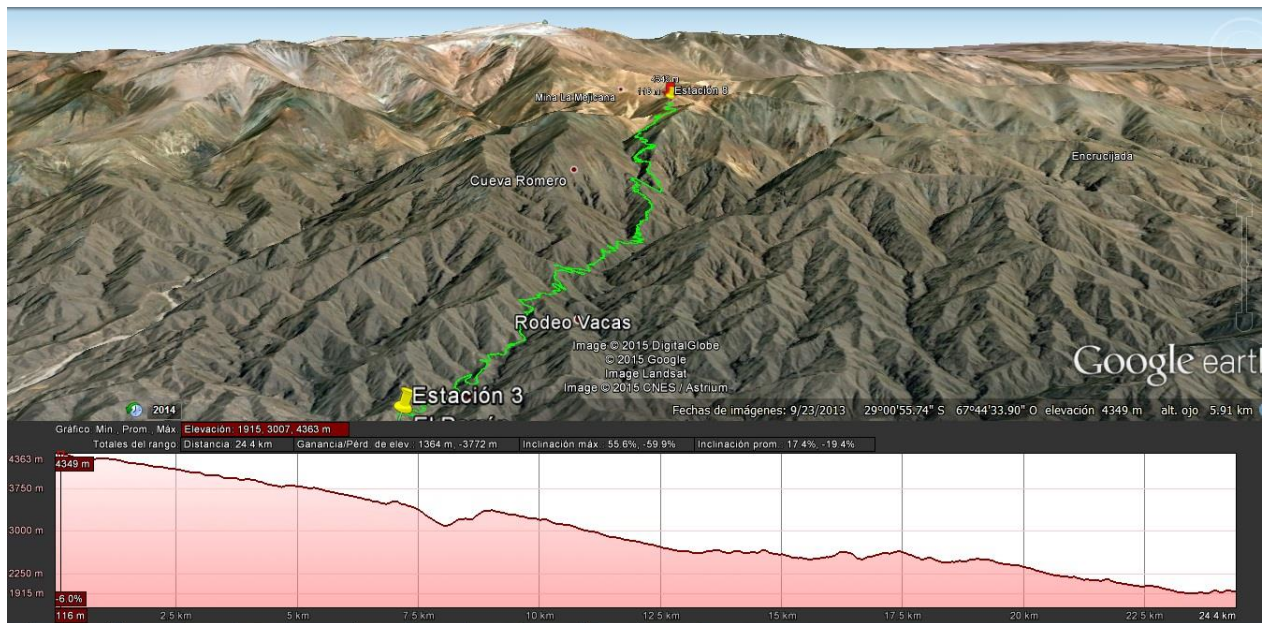 4349 m
116 m
Estación 8
Mina La Mejicana
Encrucijada
Cueva Romero
Rodeo Vacas
Image © 2015 DigitalGlobe
© 2015 Google
Image Landsat
Image © 2015 CNES / Astrium
Google earth
Estación 3
2014
Fechas de imágenes: 9/23/2013 29°00'55.74" S 67°44'33.90" O elevación 4349 m alt. ojo 5.91 km
Gráfico: Mín., Prom., Máx. Elevación: 1915, 3007, 4363 m
Totales del rango: Distancia: 24.4 km Ganancia/Pérd. de elev.: 1364 m, -3772 m Inclinación máx.: 55.6%, -59.9% Inclinación prom.: 17.4%, -19.4%
4363 m
4349 m
3750 m
3000 m
2250 m
1915 m
-6.0%
116 m 2.5 km 5 km 7.5 km 10 km 12.5 km 15 km 17.5 km 20 km 22.5 km 24.4 km